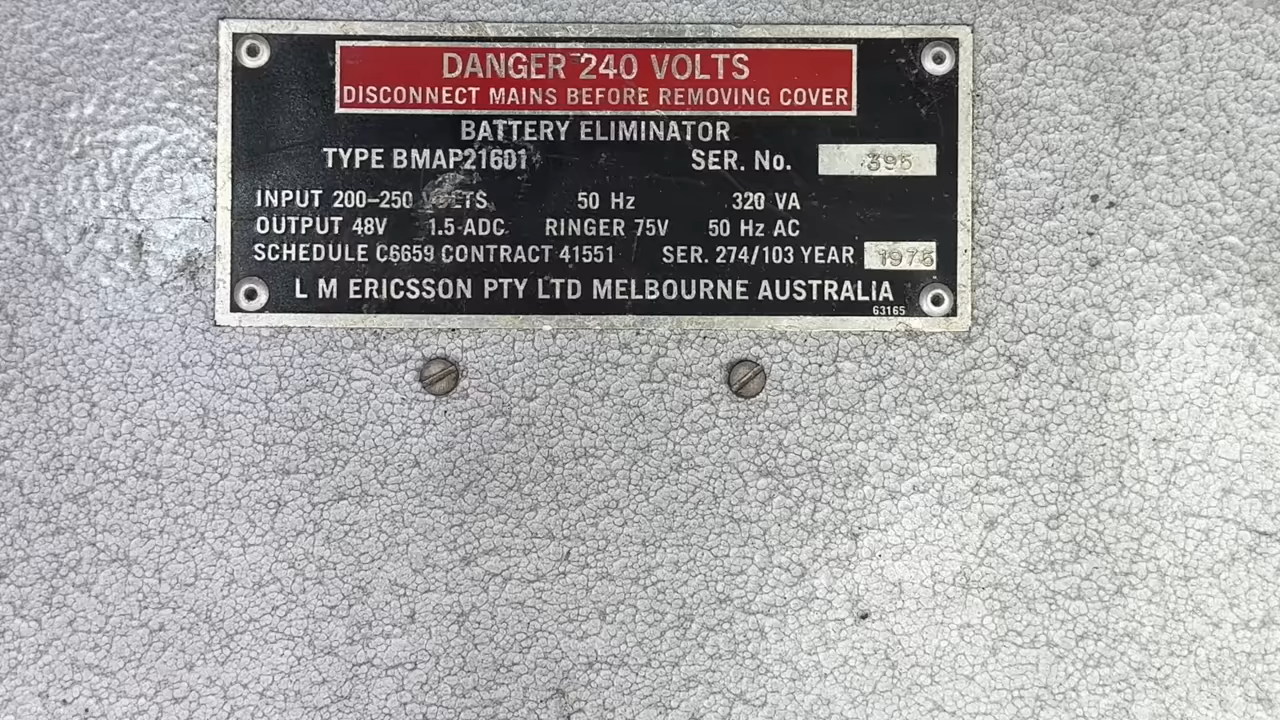 DANGER 240 VOLTS
DISCONNECT MAINS BEFORE REMOVING COVER
BATTERY ELIMINATOR
TYPE BMAP21601 SER. No. 395
INPUT 200-250 VOLTS 50 Hz 320 VA
OUTPUT 48V 1.5 ADC RINGER 75V 50 Hz AC
SCHEDULE C6659 CONTRACT 41551 SER. 274/103 YEAR 1976
L M ERICSSON PTY LTD MELBOURNE AUSTRALIA
63165